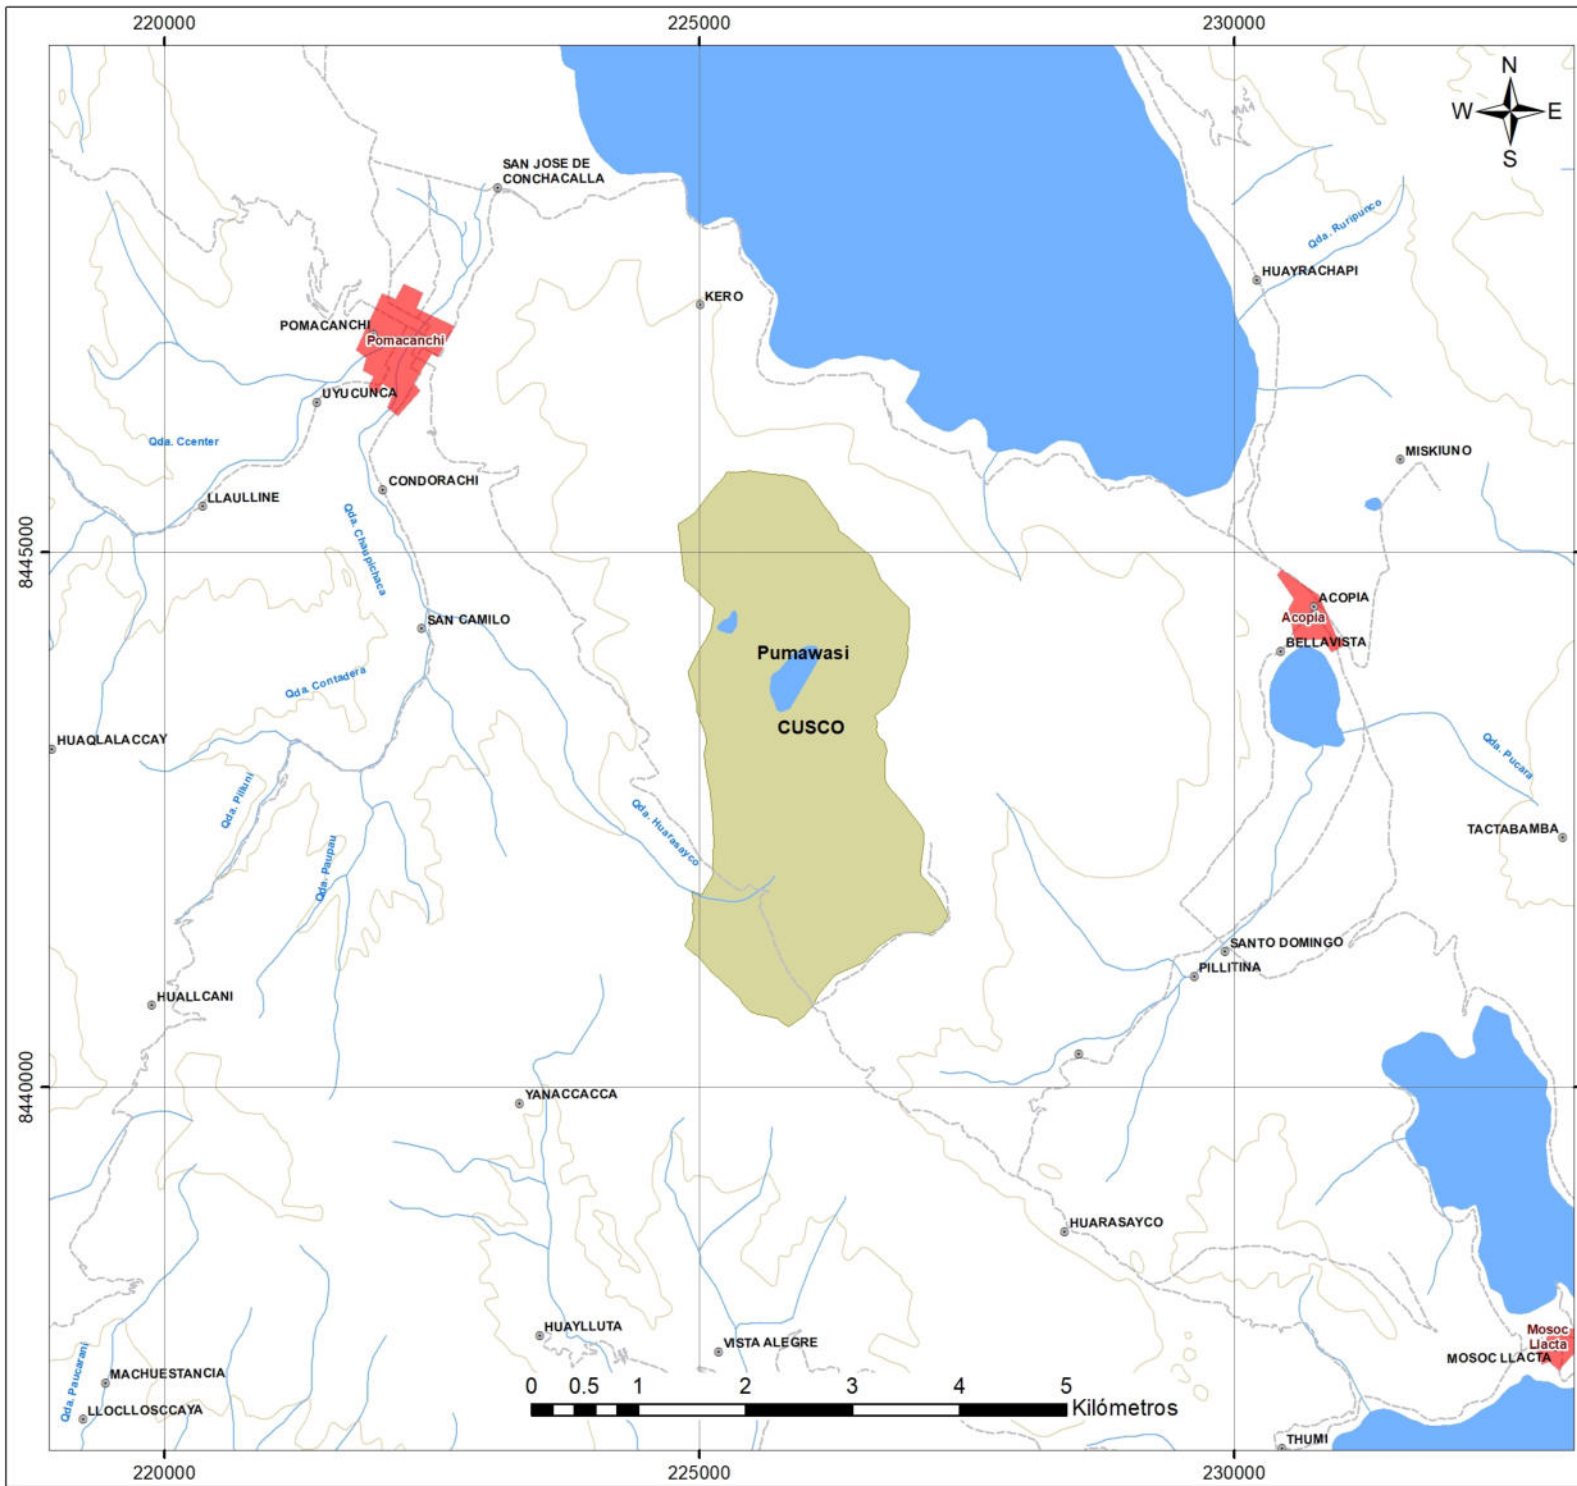 220000
225000
230000
N
W E
S
SAN JOSE DE
CONCHACALLA
Qda. Ruripunco
HUAYRACHAPI
KERO
POMACANCHI
Pomacanchi
UYUCUNCA
Qda. Ccenter
MISKIUNO
CONDORACHI
LLAULLINE
Qda. Chaupichaca
8445000
ACOPIA
Acopia
SAN CAMILO
BELLAVISTA
Pumawasi
Qda. Contadera
CUSCO
HUAQLALACCAY
Qda. Pucara
Qda. Pilluni
Qda. Huarasayco
TACTABAMBA
Qda. Paupau
SANTO DOMINGO
PILLITINA
HUALLCANI
8440000
YANACCACCA
HUARASAYCO
HUAYLLUTA
VISTA ALEGRE
Mosoc
Llacta
MOSOC LLACTA
MACHUESTANCIA
Qda. Paucarani
LLOCLLOSCCAYA
0 0.5 1 2 3 4 5
Kilómetros
THUMI
220000
225000
230000